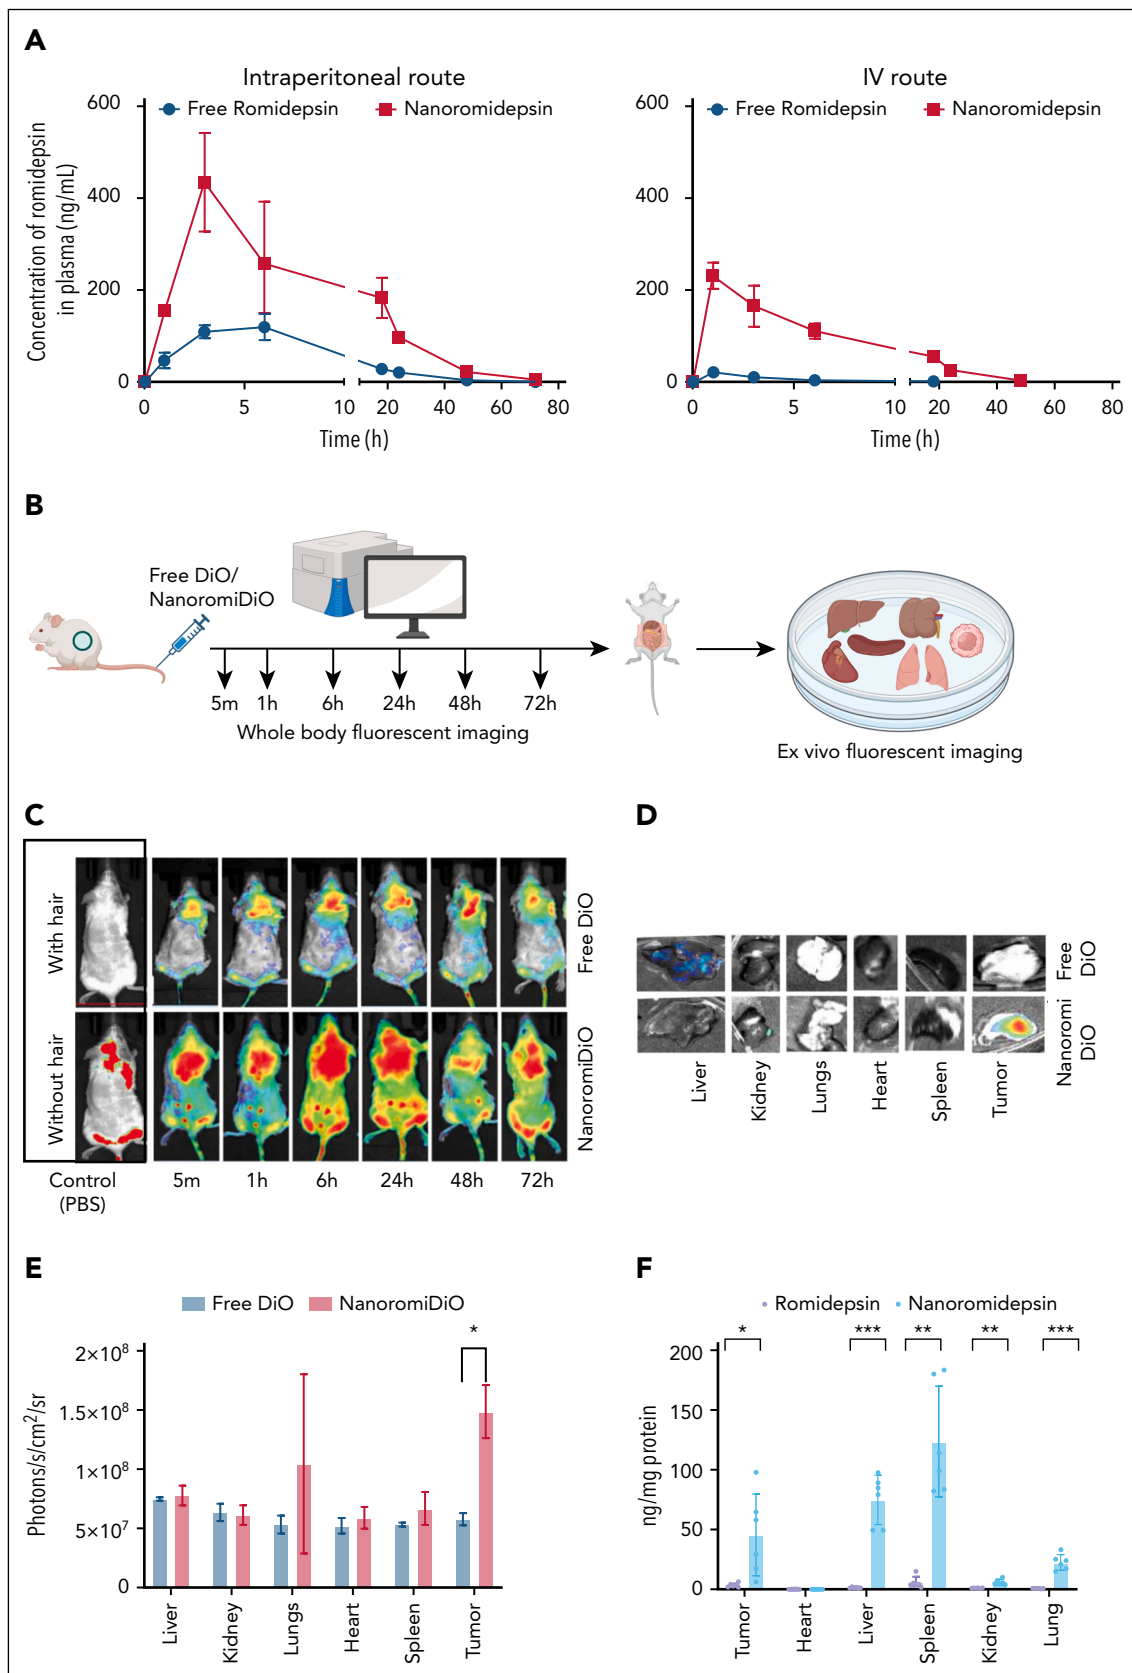 A
Intraperitoneal route
IV route
Free Romidepsin
Nanoromidepsin
Free Romidepsin
Nanoromidepsin
Concentration of romidepsin
in plasma (ng/mL)
600
400
200
0
0
5
10
20
40
60
80
Time (h)
600
400
200
0
0
5
10
20
40
60
80
Time (h)
B
Free DiO/
NanoromiDiO
5m
1h
6h
24h
48h
72h
Whole body fluorescent imaging
Ex vivo fluorescent imaging
C
With hair
Without hair
Free DiO
NanoromiDiO
Control
(PBS)
5m
1h
6h
24h
48h
72h
D
Free
DiO
Nanoromi
DiO
Liver
Kidney
Lungs
Heart
Spleen
Tumor
E
Free DiO
NanoromiDiO
*
Photons/s/cm²/sr
2×10⁸
1.5×10⁸
1×10⁸
5×10⁷
0
Liver
Kidney
Lungs
Heart
Spleen
Tumor
F
Romidepsin
Nanoromidepsin
*
***
**
**
***
ng/mg protein
200
150
100
50
0
Tumor
Heart
Liver
Spleen
Kidney
Lung